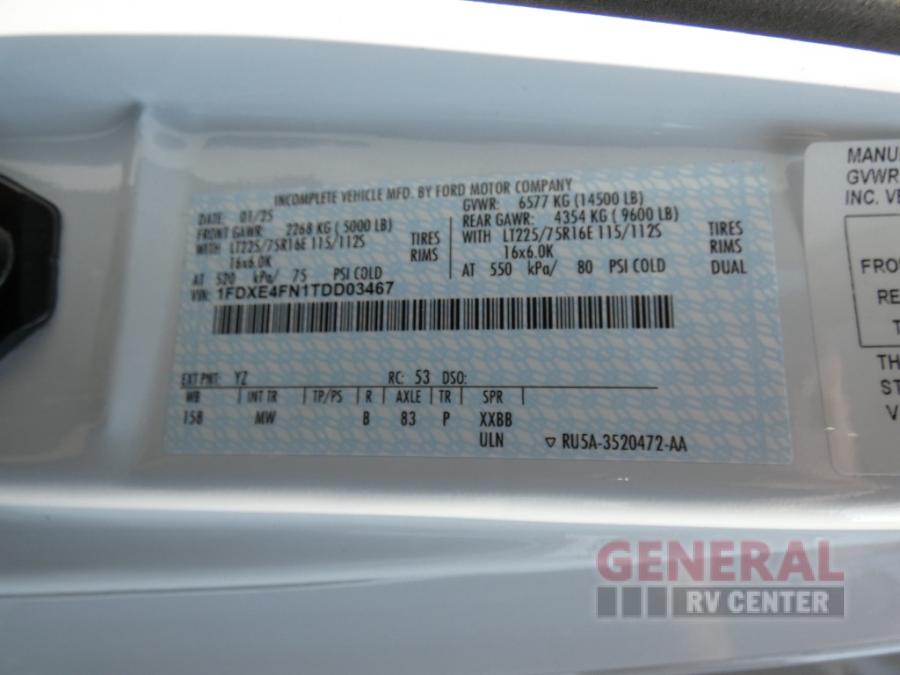 INCOMPLETE VEHICLE MFD. BY FORD MOTOR COMPANY
DATE: 01/25 GVWR: 6577 KG (14500 LB)
FRONT GAWR: 2268 KG ( 5000 LB) REAR GAWR: 4354 KG ( 9600 LB)
WITH LT225/75R16E 115/112S TIRES WITH LT225/75R16E 115/112S TIRES
16x6.0K RIMS 16x6.0K RIMS
AT 520 kPa/ 75 PSI COLD AT 550 kPa/ 80 PSI COLD DUAL
VIN: 1FDXE4FN1TDD03467
EXT PNT: YZ RC: 53 DSO:
WB INT TR TP/PS R AXLE TR SPR
158 MW B 83 P XXBB
ULN ▽ RU5A-3520472-AA
MANU
GVWR
INC. VE
FRO
RE
T
TH
ST
V
GENERAL
RV CENTER